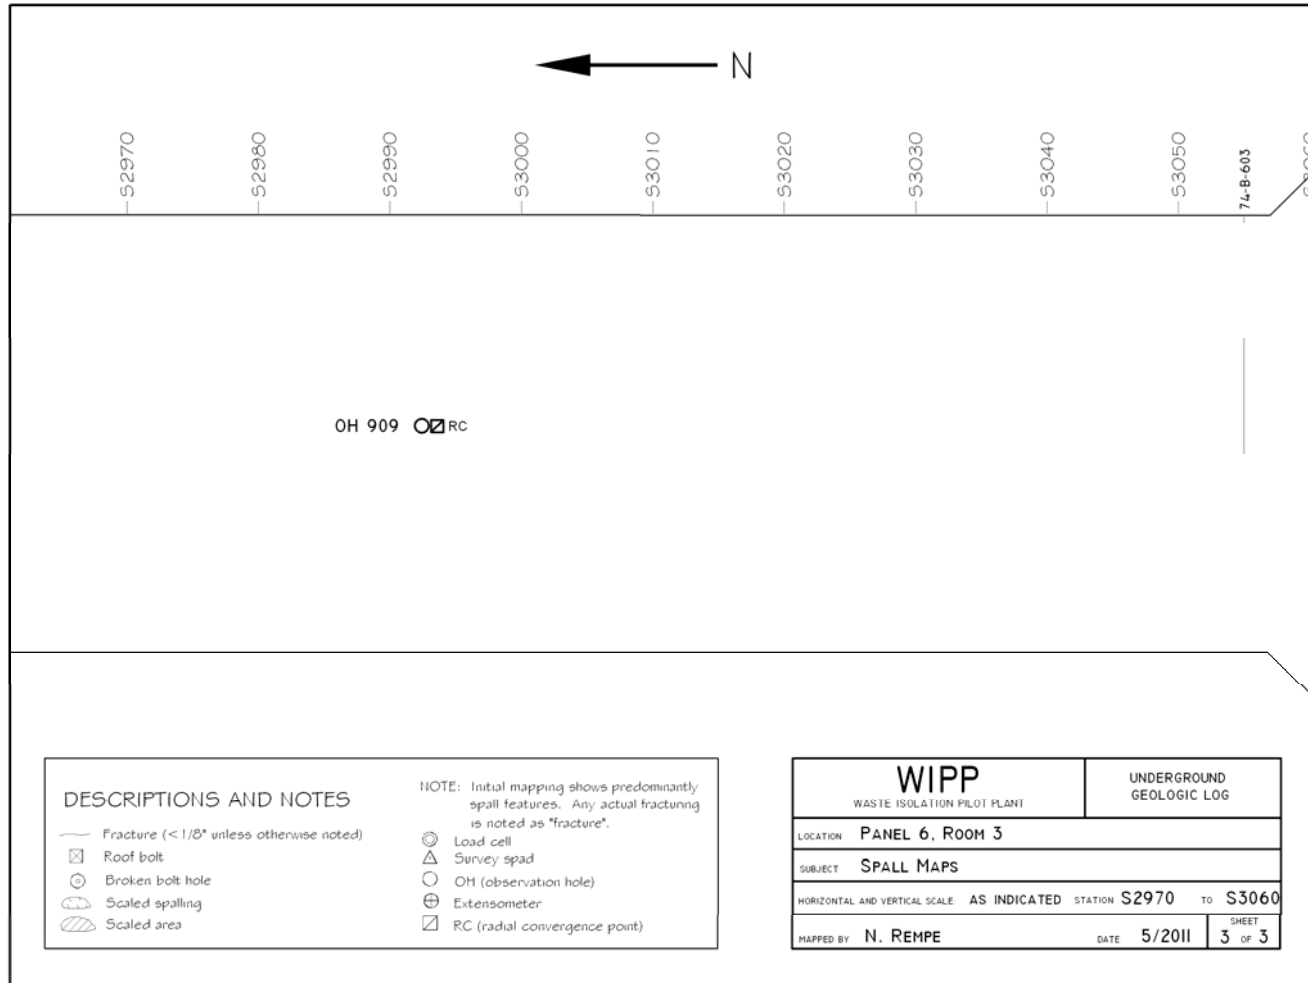 N
S2970
S2980
S2990
S3000
S3010
S3020
S3030
S3040
S3050
74-B-603
S3060
OH 909
RC
DESCRIPTIONS AND NOTES
Fracture (<1/8" unless otherwise noted)
Roof bolt
Broken bolt hole
Scaled spalling
Scaled area
NOTE: Initial mapping shows predominantly
spall features. Any actual fracturing
is noted as "fracture".
Load cell
Survey spad
OH (observation hole)
Extensometer
RC (radial convergence point)
WIPP
WASTE ISOLATION PILOT PLANT
UNDERGROUND
GEOLOGIC LOG
LOCATION PANEL 6, ROOM 3
SUBJECT SPALL MAPS
HORIZONTAL AND VERTICAL SCALE: AS INDICATED STATION S2970 TO S3060
MAPPED BY N. REMPE DATE 5/2011
SHEET
3 OF 3